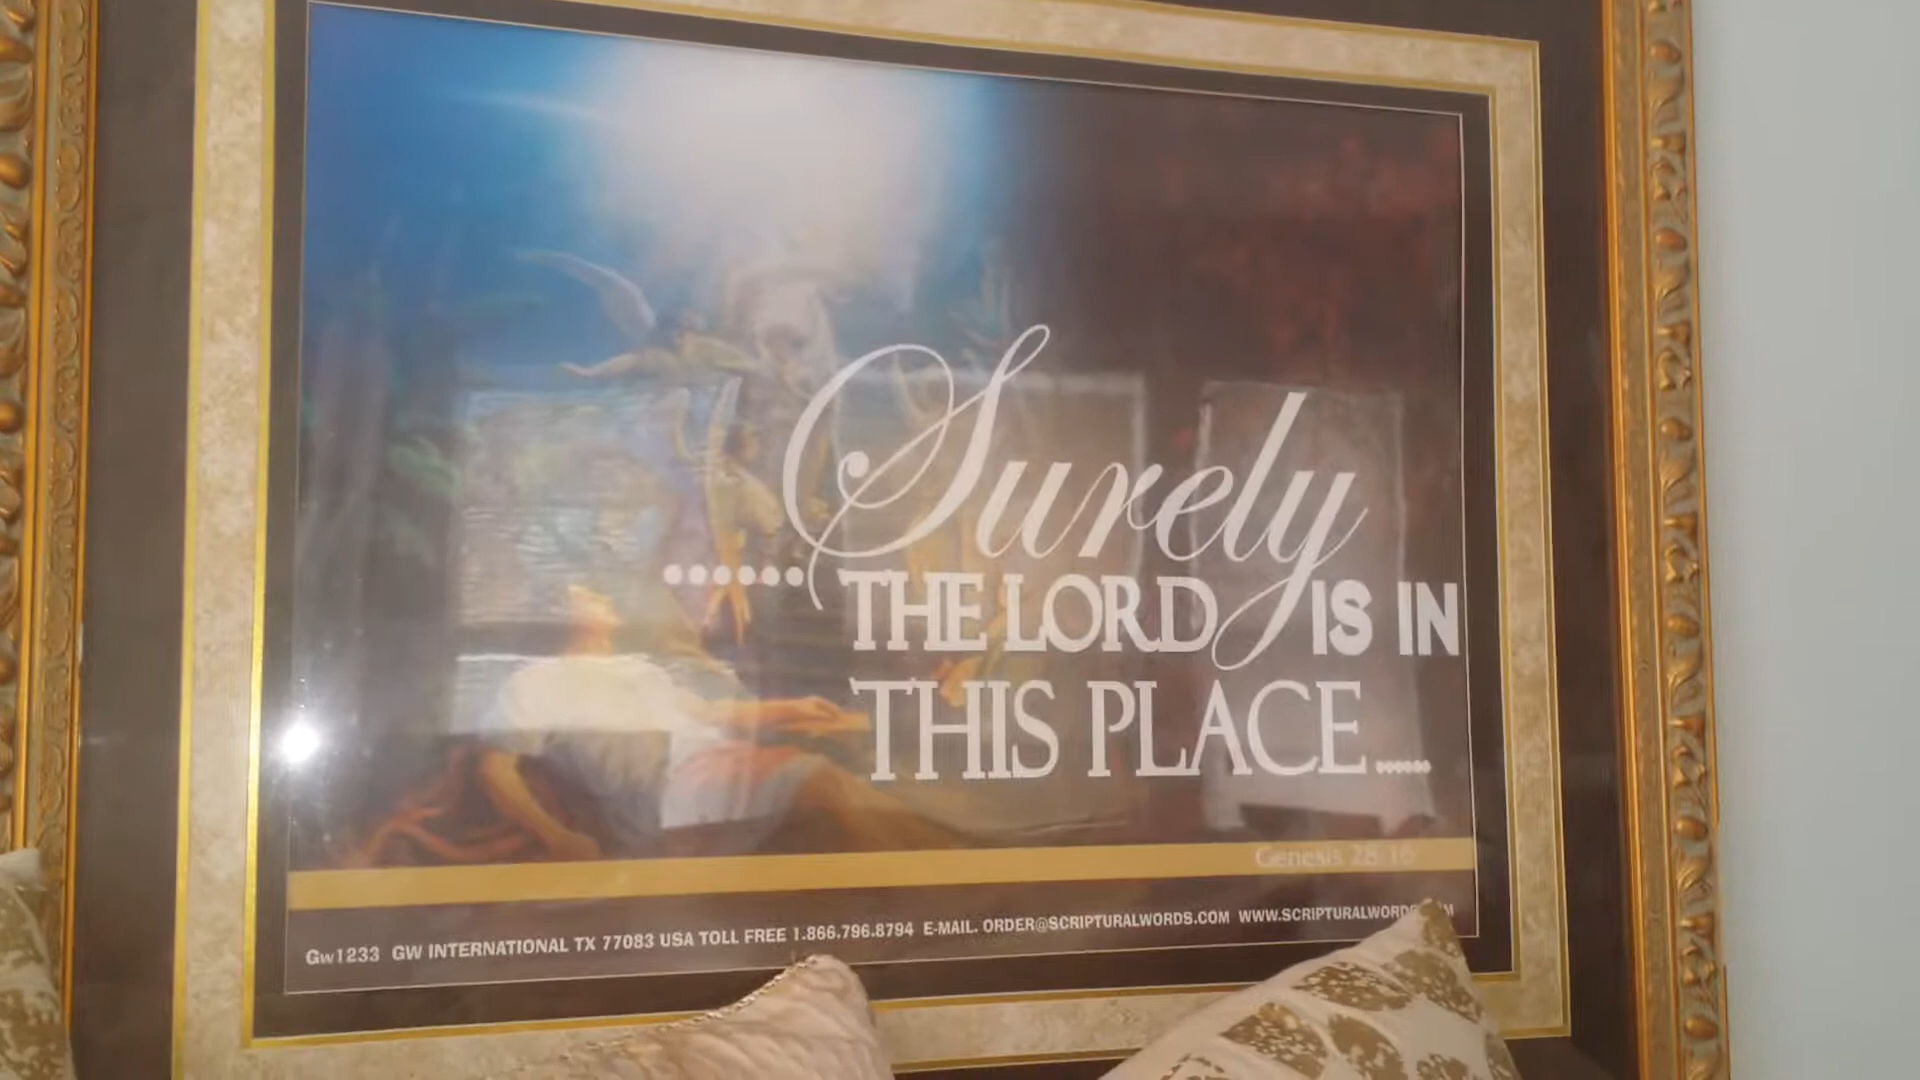 Surely
......THE LORD IS IN
THIS PLACE......
Genesis 28:16
Gw1233 GW INTERNATIONAL TX 77083 USA TOLL FREE 1.866.796.8794 E-MAIL. ORDER@SCRIPTURALWORDS.COM